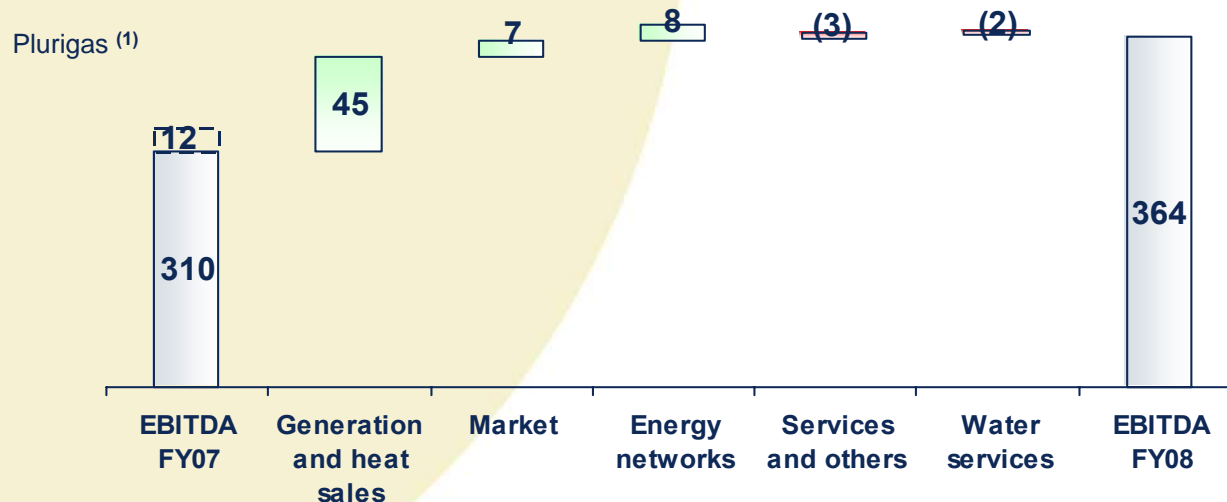 Plurigas (1)
12
310
45
7
8
(3)
(2)
364
EBITDA
FY07
Generation
and heat
sales
Market
Energy
networks
Services
and others
Water
services
EBITDA
FY08